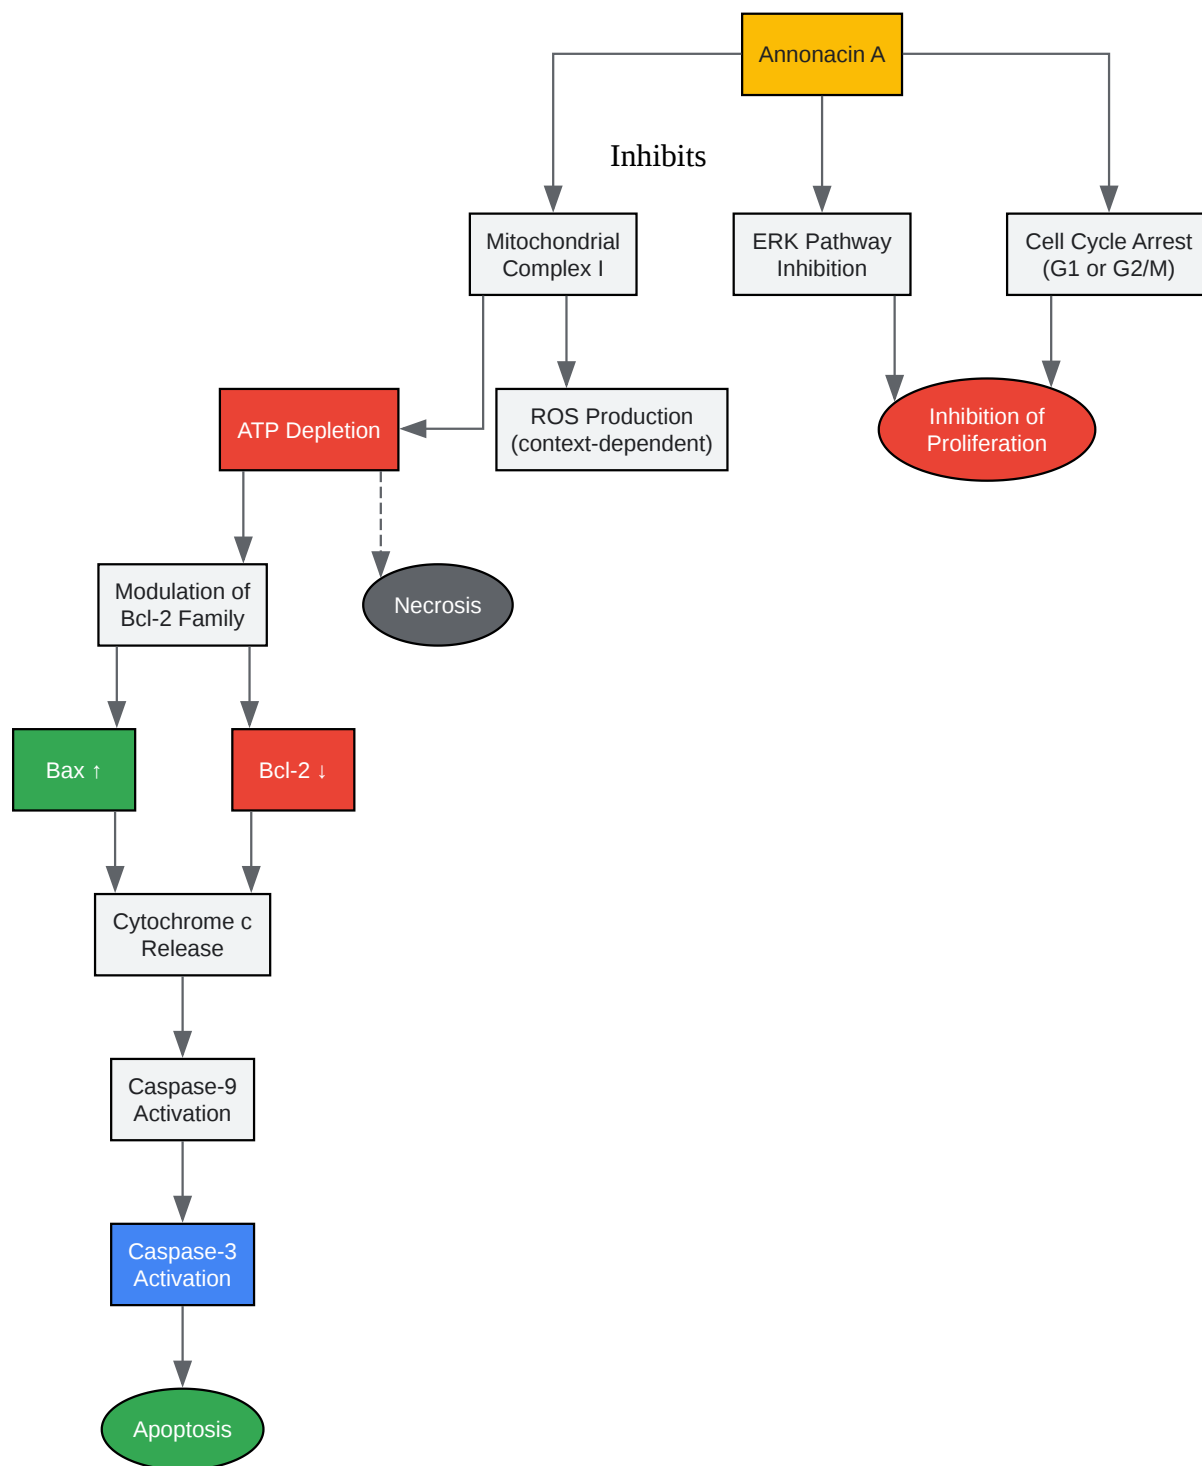 Annonacin A
Inhibits
Mitochondrial
Complex I
ERK Pathway
Inhibition
Cell Cycle Arrest
(G1 or G2/M)
ATP Depletion
ROS Production
(context-dependent)
Inhibition of
Proliferation
Modulation of
Bcl-2 Family
Necrosis
Bax ↑
Bcl-2 ↓
Cytochrome c
Release
Caspase-9
Activation
Caspase-3
Activation
Apoptosis